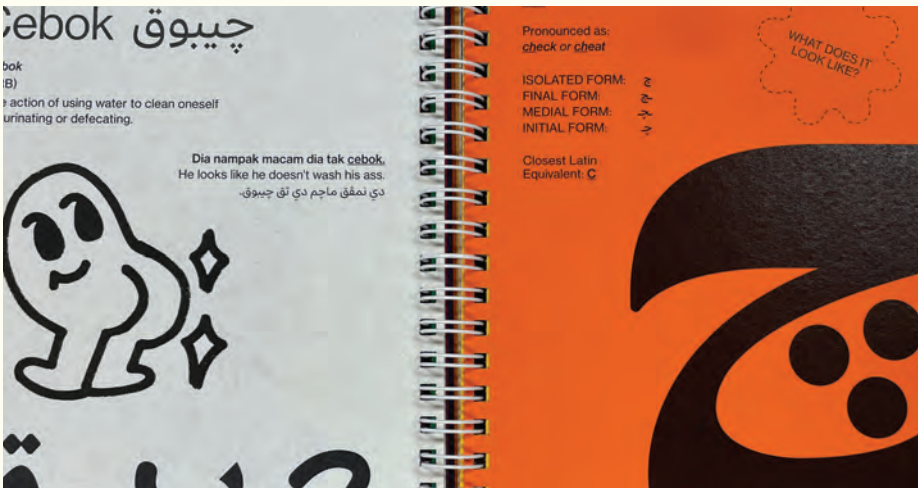 Cebok چيبوق
(B)
action of using water to clean oneself
urinating or defecating.
Dia nampak macam dia tak cebok.
He looks like he doesn't wash his ass.
دي نمڤق ماچم دي تق چيبوق.
Pronounced as:
check or cheat
ISOLATED FORM: چ
FINAL FORM: ـچ
MEDIAL FORM: ـچـ
INITIAL FORM: چـ
Closest Latin
Equivalent: C
WHAT DOES IT
LOOK LIKE?
چ